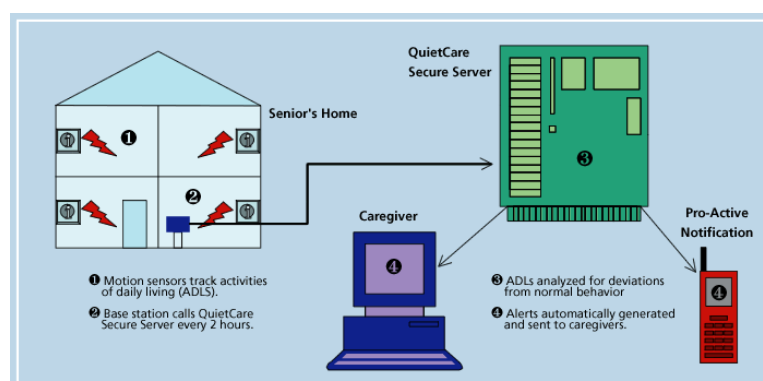 QuietCare
Secure Server
Senior's Home
❶
❷
❸
Caregiver
Pro-Active
Notification
❹
❹
❶ Motion sensors track activities
of daily living (ADLS).
❷ Base station calls QuietCare
Secure Server every 2 hours.
❸ ADLs analyzed for deviations
from normal behavior
❹ Alerts automatically generated
and sent to caregivers.